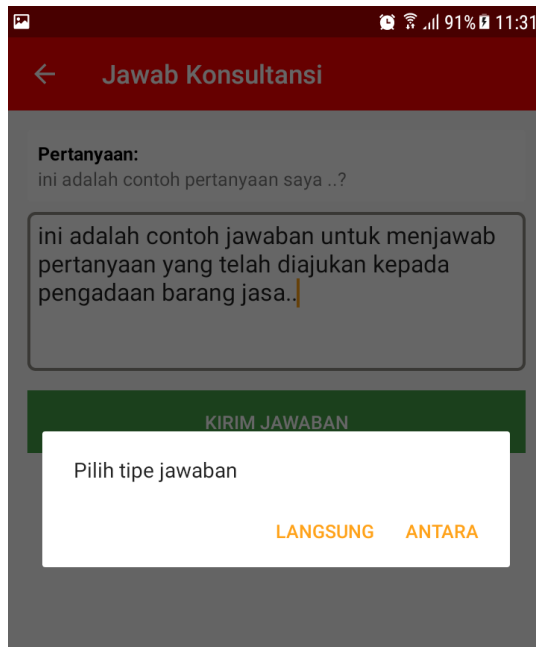 91% 11:31
Jawab Konsultansi
Pertanyaan:
ini adalah contoh pertanyaan saya ..?
ini adalah contoh jawaban untuk menjawab
pertanyaan yang telah diajukan kepada
pengadaan barang jasa..
KIRIM JAWABAN
Pilih tipe jawaban
LANGSUNG ANTARA